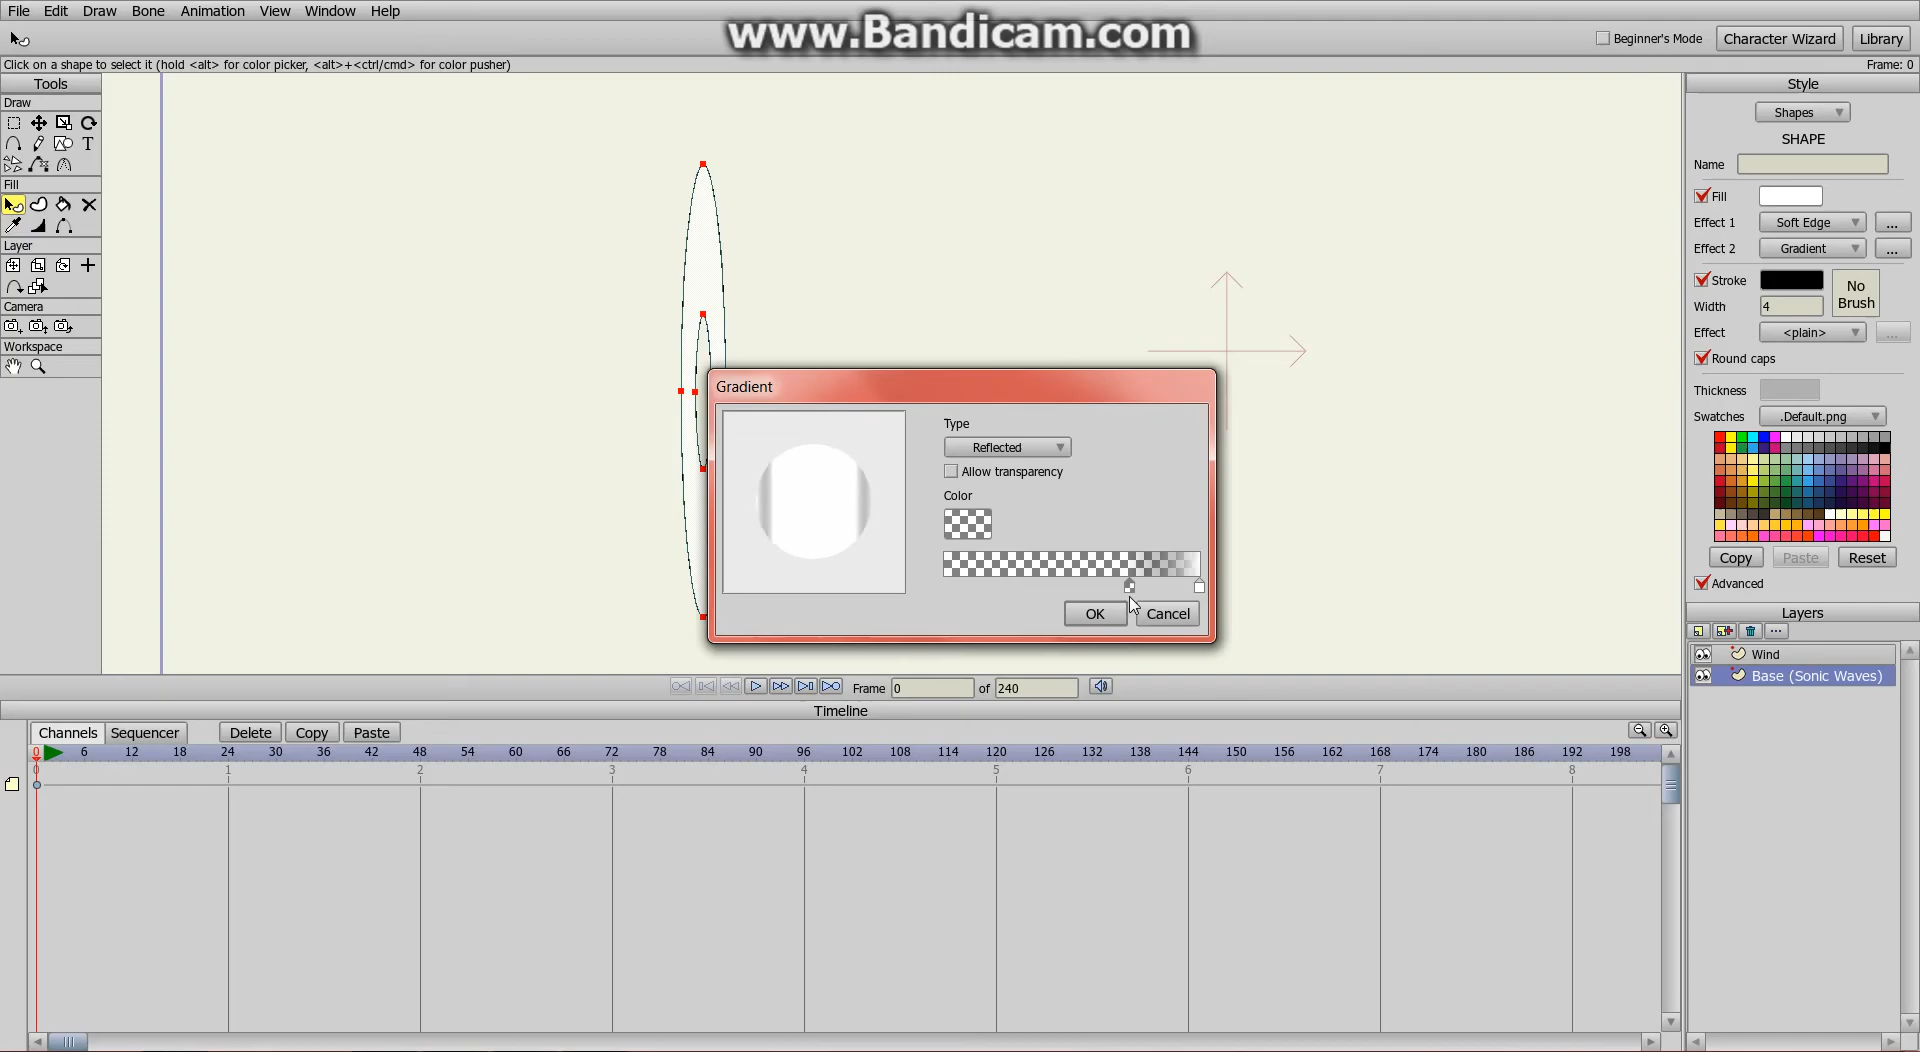 File Edit Draw Bone Animation View Window Help
www.Bandicam.com
Beginner's Mode Character Wizard Library
Click on a shape to select it (hold <alt> for color picker, <alt>+<ctrl/cmd> for color pusher) Frame: 0
Tools
Draw
T
Fill
Layer
Camera
Workspace
Style
Shapes
SHAPE
Name
Fill
Effect 1 Soft Edge ...
Effect 2 Gradient ...
Stroke
No
Brush
Width 4
Effect <plain> ...
Round caps
Thickness
Swatches .Default.png
Copy Paste Reset
Advanced
Layers
...
Wind
Base (Sonic Waves)
Gradient
Type
Reflected
Allow transparency
Color
OK Cancel
Frame 0 of 240
Timeline
Channels Sequencer Delete Copy Paste
0 6 12 18 24 30 36 42 48 54 60 66 72 78 84 90 96 102 108 114 120 126 132 138 144 150 156 162 168 174 180 186 192 198
0 1 2 3 4 5 6 7 8